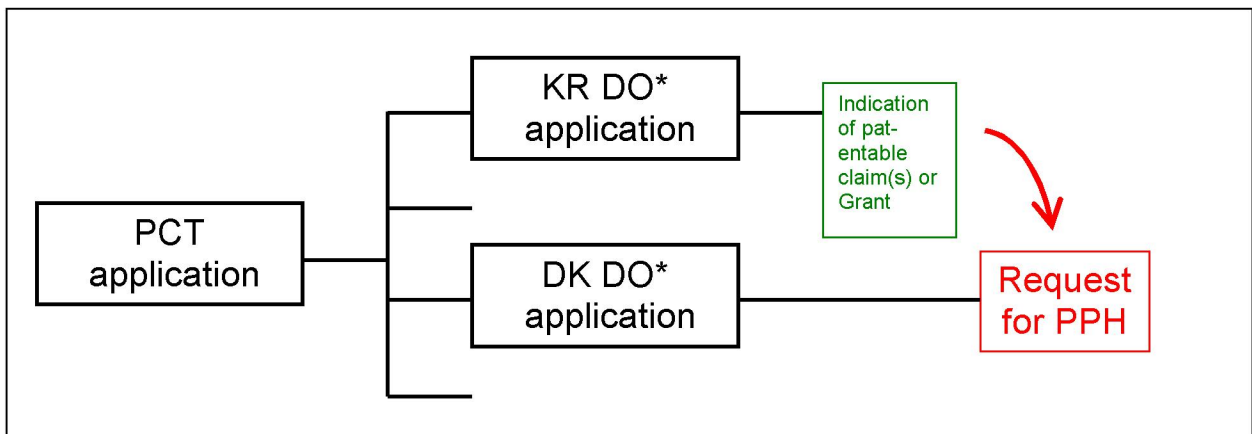 KR DO*
application
Indication
of pat-
entable
claim(s) or
Grant
PCT
application
DK DO*
application
Request
for PPH